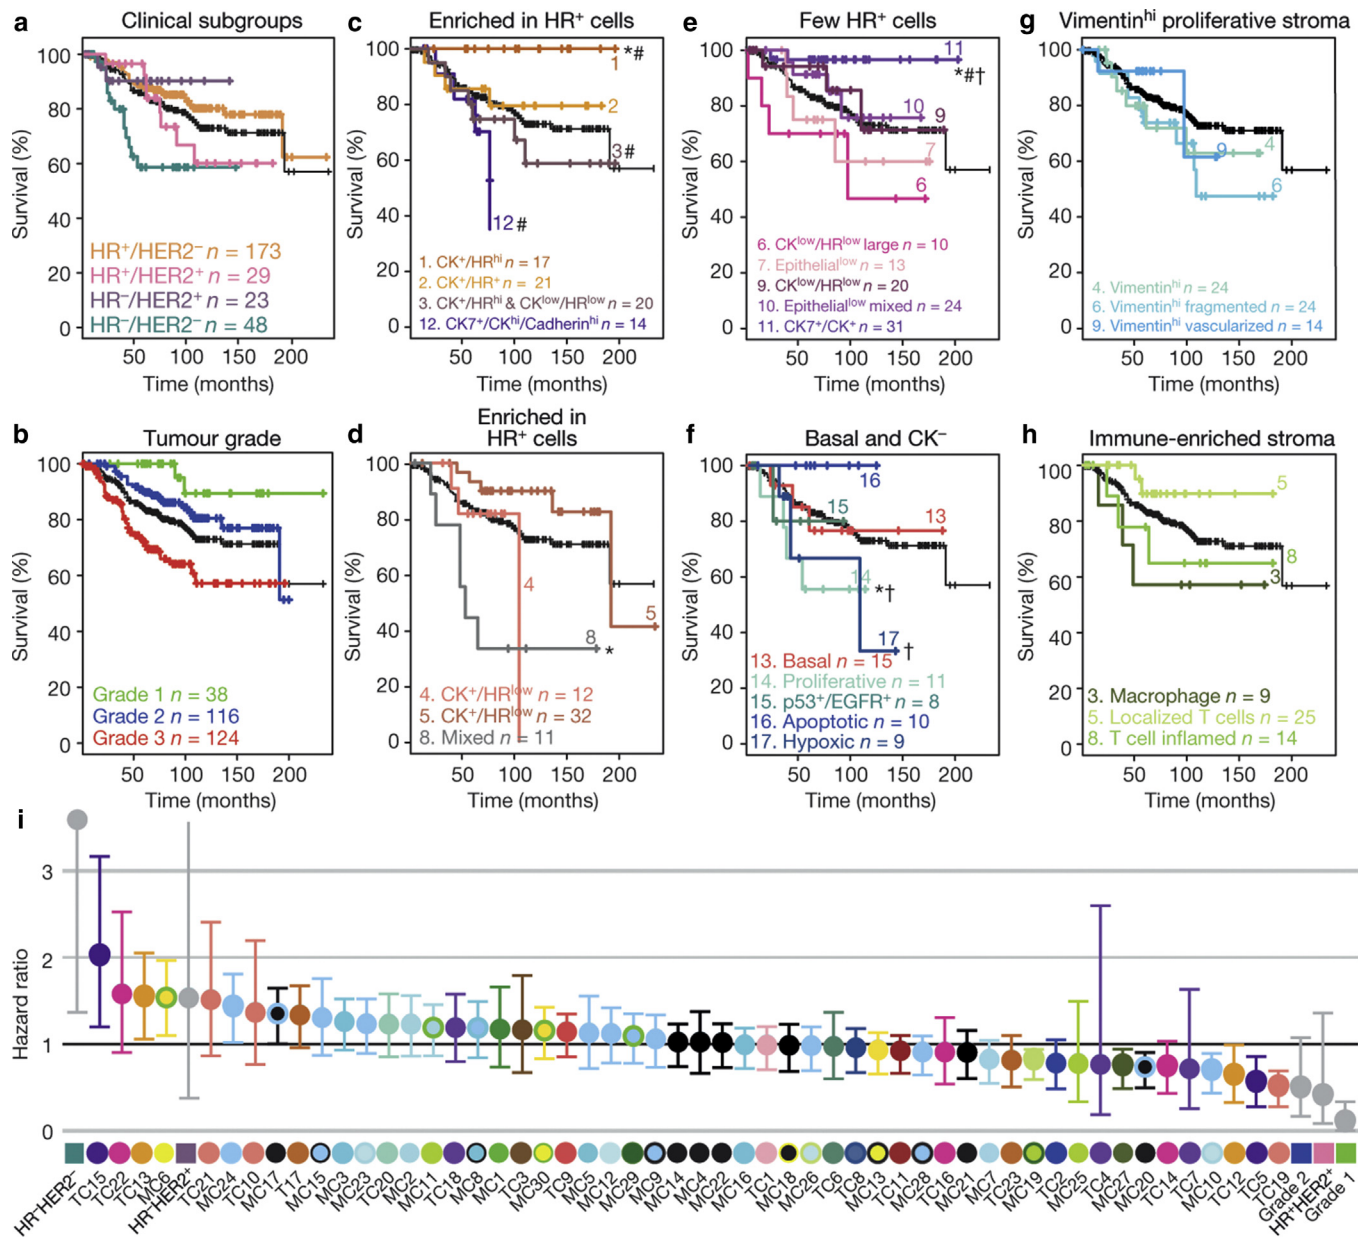 a Clinical subgroups
Survival (%)
100
80
60
40
20
0
HR⁺/HER2⁻ n = 173
HR⁺/HER2⁺ n = 29
HR⁻/HER2⁺ n = 23
HR⁻/HER2⁻ n = 48
50 100 150 200
Time (months)
c Enriched in HR⁺ cells
Survival (%)
100
80
60
40
20
0
*#
1
2
3 #
12 #
1. CK⁺/HRʰⁱ n = 17
2. CK⁺/HR⁺ n = 21
3. CK⁺/HRʰⁱ & CKˡᵒʷ/HRˡᵒʷ n = 20
12. CK7⁺/CKʰⁱ/Cadherinʰⁱ n = 14
50 100 150 200
Time (months)
e Few HR⁺ cells
Survival (%)
100
80
60
40
20
0
11
*#†
10
9
7
6
6. CKˡᵒʷ/HRˡᵒʷ large n = 10
7. Epithelialˡᵒʷ n = 13
9. CKˡᵒʷ/HRˡᵒʷ n = 20
10. Epithelialˡᵒʷ mixed n = 24
11. CK7⁺/CK⁺ n = 31
50 100 150 200
Time (months)
g Vimentinʰⁱ proliferative stroma
Survival (%)
100
80
60
40
20
0
4
9
6
4. Vimentinʰⁱ n = 24
6. Vimentinʰⁱ fragmented n = 24
9. Vimentinʰⁱ vascularized n = 14
50 100 150 200
Time (months)
b Tumour grade
Survival (%)
100
80
60
40
20
0
Grade 1 n = 38
Grade 2 n = 116
Grade 3 n = 124
50 100 150 200
Time (months)
d Enriched in
HR⁺ cells
Survival (%)
100
80
60
40
20
0
4
5
8 *
4. CK⁺/HRˡᵒʷ n = 12
5. CK⁺/HRˡᵒʷ n = 32
8. Mixed n = 11
50 100 150 200
Time (months)
f Basal and CK⁻
Survival (%)
100
80
60
40
20
0
16
15
13
14
*†
17 †
13. Basal n = 15
14. Proliferative n = 11
15. p53⁺/EGFR⁺ n = 8
16. Apoptotic n = 10
17. Hypoxic n = 9
50 100 150 200
Time (months)
h Immune-enriched stroma
Survival (%)
100
80
60
40
20
0
5
8
3
3. Macrophage n = 9
5. Localized T cells n = 25
8. T cell inflamed n = 14
50 100 150 200
Time (months)
i
Hazard ratio
3
2
1
0
HR⁻HER2⁻
TC15
TC22
TC13
MC6
HR⁻HER2⁺
TC21
MC24
TC10
MC17
T17
MC15
MC3
MC23
TC20
MC2
MC11
TC18
MC8
MC1
TC3
MC30
TC9
MC5
MC12
MC29
MC9
MC14
MC4
MC22
MC16
TC1
MC18
MC26
TC6
TC8
MC13
TC11
MC28
TC16
MC21
MC7
TC23
MC19
TC2
MC25
TC4
MC27
MC20
TC14
TC7
MC10
TC12
TC5
TC19
Grade 2
HR⁺HER2⁺
Grade 1